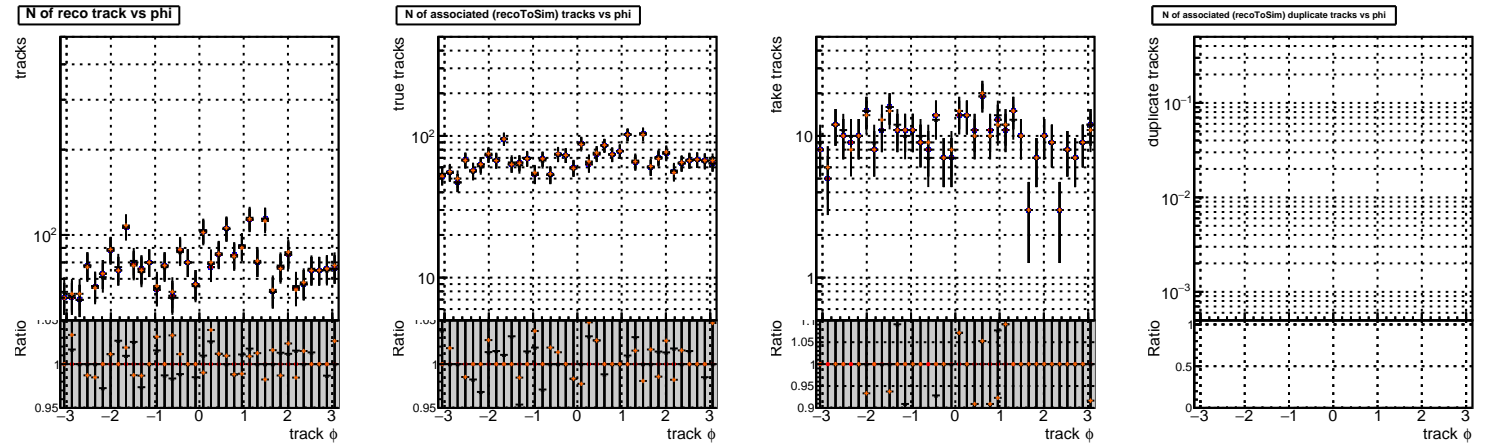 N of reco track vs phi
tracks
10²
Ratio
1.05
1
0.95
−3 −2 −1 0 1 2 3
track φ
N of associated (recoToSim) tracks vs phi
true tracks
10²
10
Ratio
1.05
1
0.95
−3 −2 −1 0 1 2 3
track φ
fake tracks
10
1
Ratio
1.1
1.05
1
0.95
0.9
−3 −2 −1 0 1 2 3
track φ
N of associated (recoToSim) duplicate tracks vs phi
duplicate tracks
10⁻¹
10⁻²
10⁻³
Ratio
1
0.5
0
−3 −2 −1 0 1 2 3
track φ